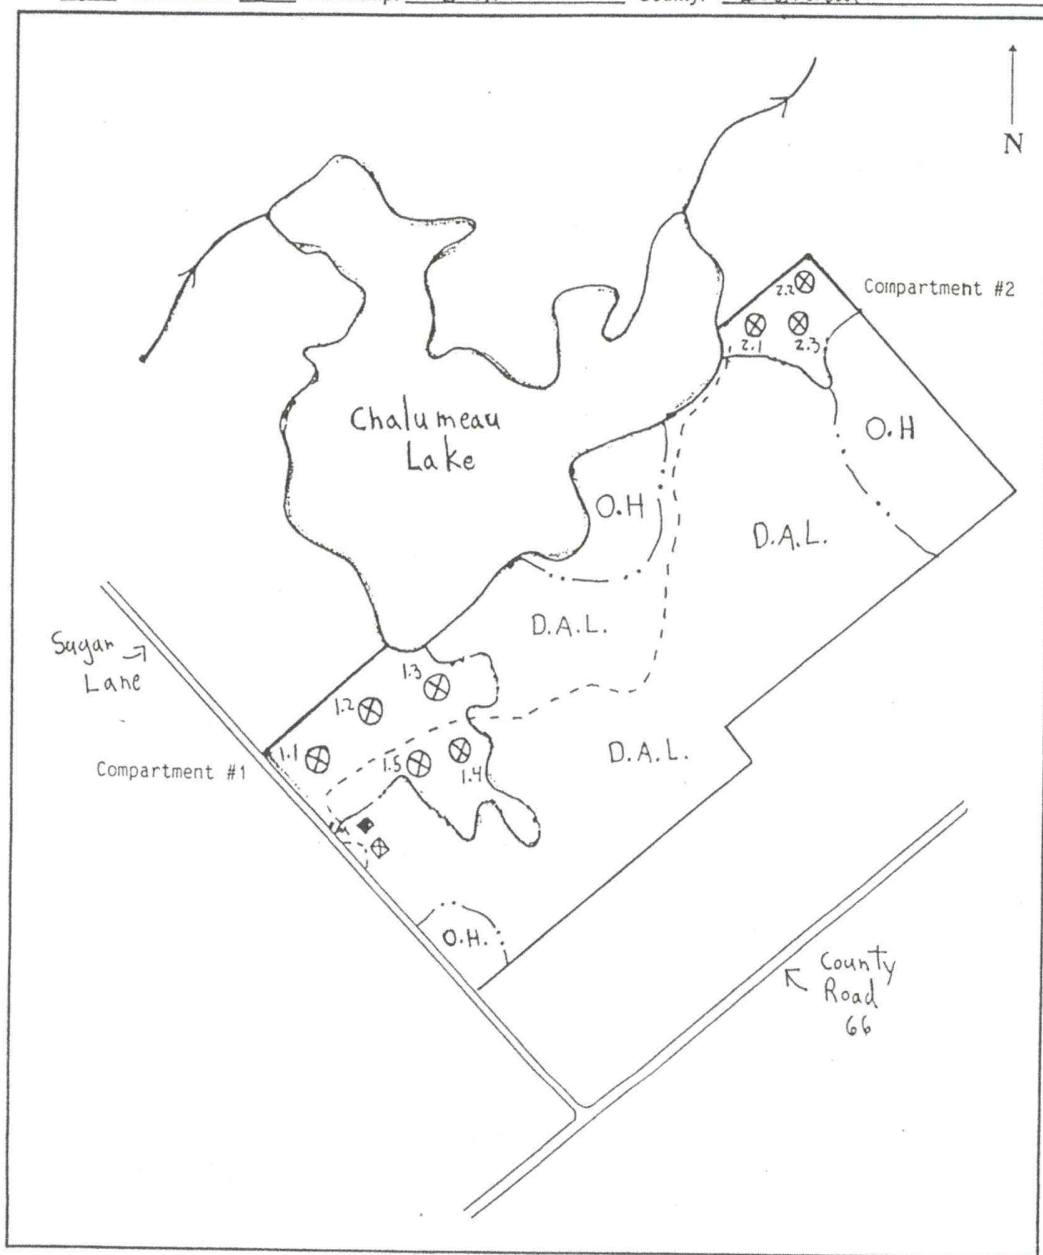 County:
N
2.2
Compartment #2
2.1
2.3
Chalumeau
Lake
O.H
O.H
D.A.L.
D.A.L.
Sugar
Lane
1.3
1.2
1.1
1.5
1.4
D.A.L.
Compartment #1
O.H.
County
Road
66